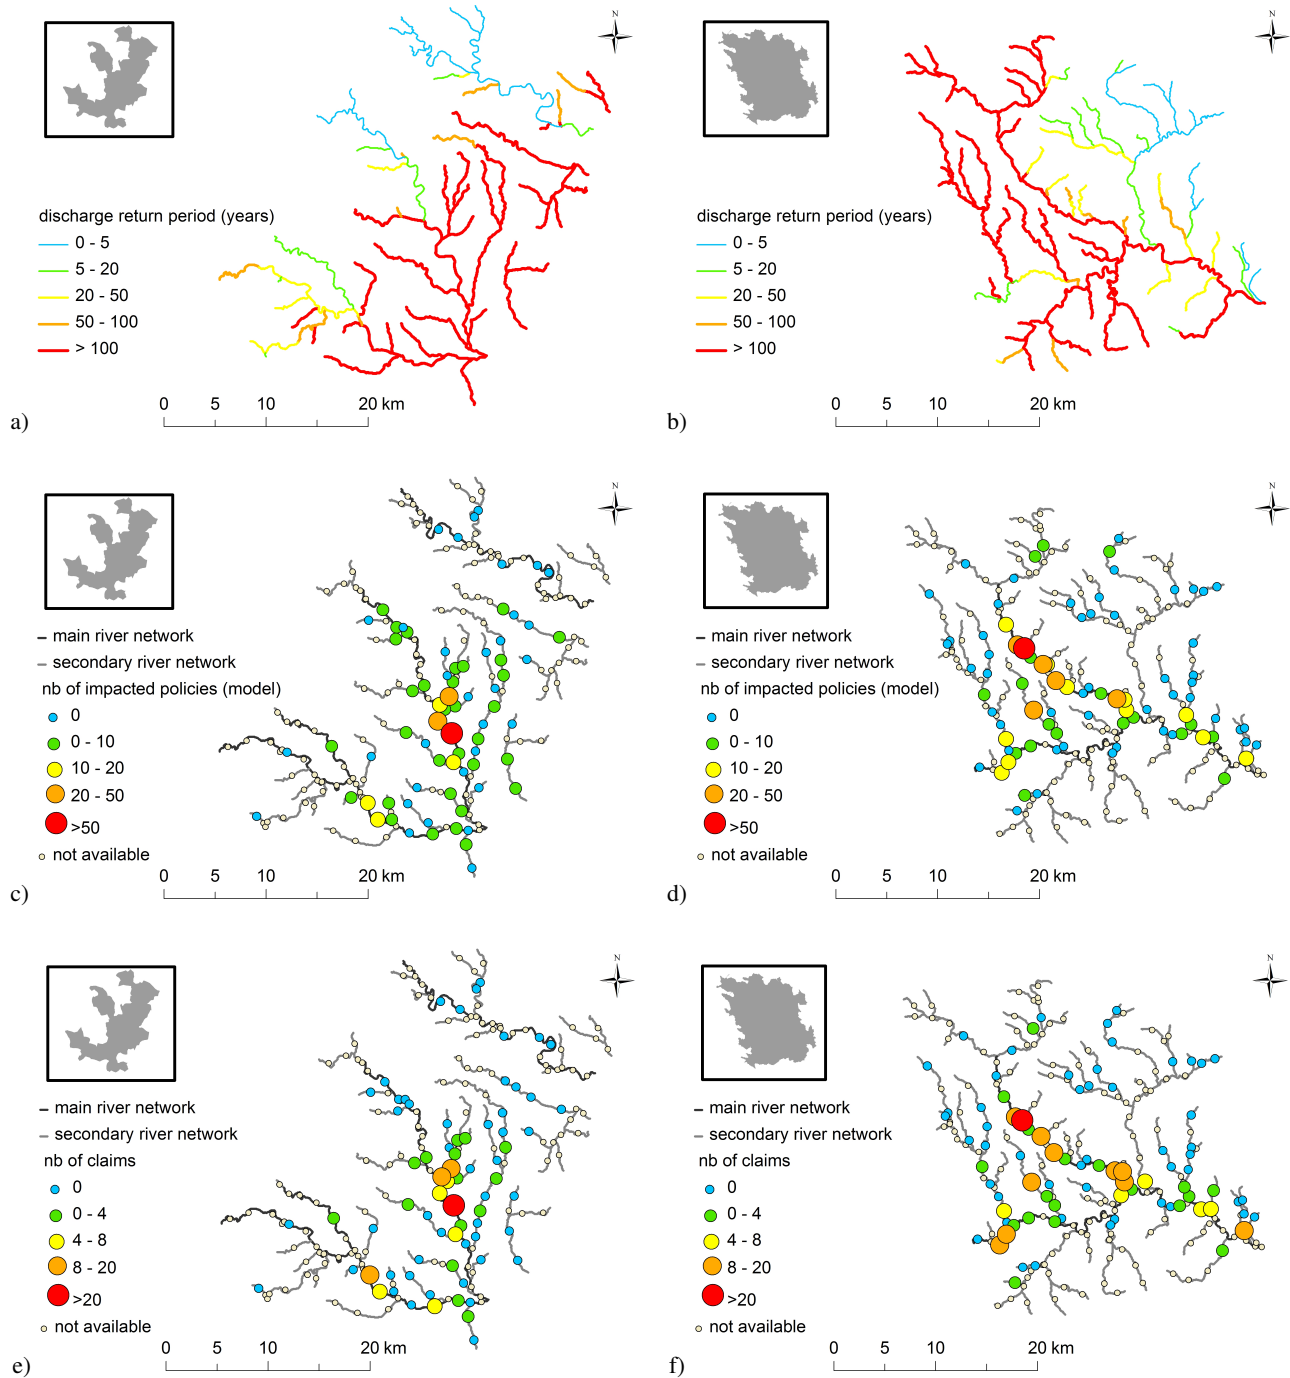 N
discharge return period (years)
0 - 5
5 - 20
20 - 50
50 - 100
> 100
0 5 10 20 km
a)
N
discharge return period (years)
0 - 5
5 - 20
20 - 50
50 - 100
> 100
0 5 10 20 km
b)
N
main river network
secondary river network
nb of impacted policies (model)
0
0 - 10
10 - 20
20 - 50
>50
not available
0 5 10 20 km
c)
N
main river network
secondary river network
nb of impacted policies (model)
0
0 - 10
10 - 20
20 - 50
>50
not available
0 5 10 20 km
d)
N
main river network
secondary river network
nb of claims
0
0 - 4
4 - 8
8 - 20
>20
not available
0 5 10 20 km
e)
N
main river network
secondary river network
nb of claims
0
0 - 4
4 - 8
8 - 20
>20
not available
0 5 10 20 km
f)